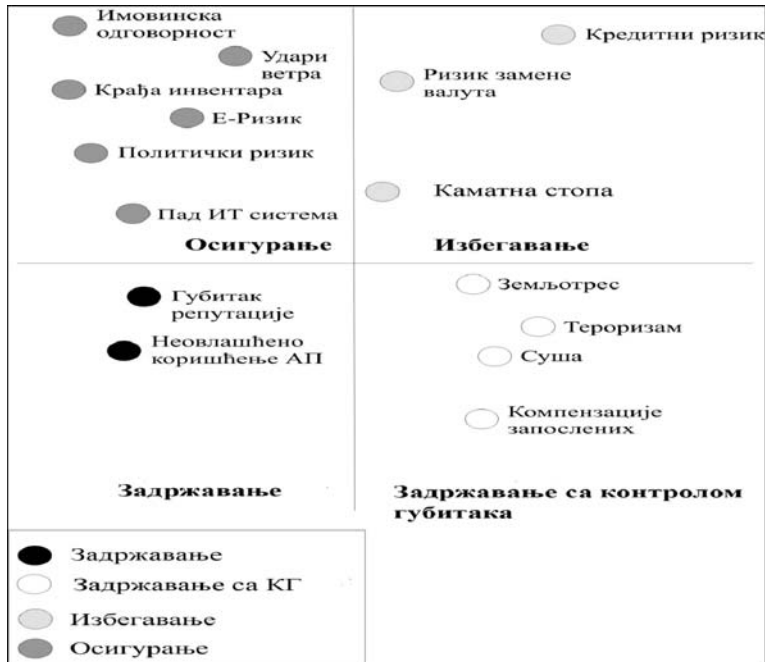 Имовинска
одговорност
Удари
ветра
Крађа инвентара
Е-Ризик
Политички ризик
Пад ИТ система
Осигурање
Кредитни ризик
Ризик замене
валута
Каматна стопа
Избегавање
Губитак
репутације
Неовлашћено
коришћење АП
Задржавање
Земљотрес
Тероризам
Суша
Компензације
запослених
Задржавање са контролом
губитака
Задржавање
Задржавање са КГ
Избегавање
Осигурање